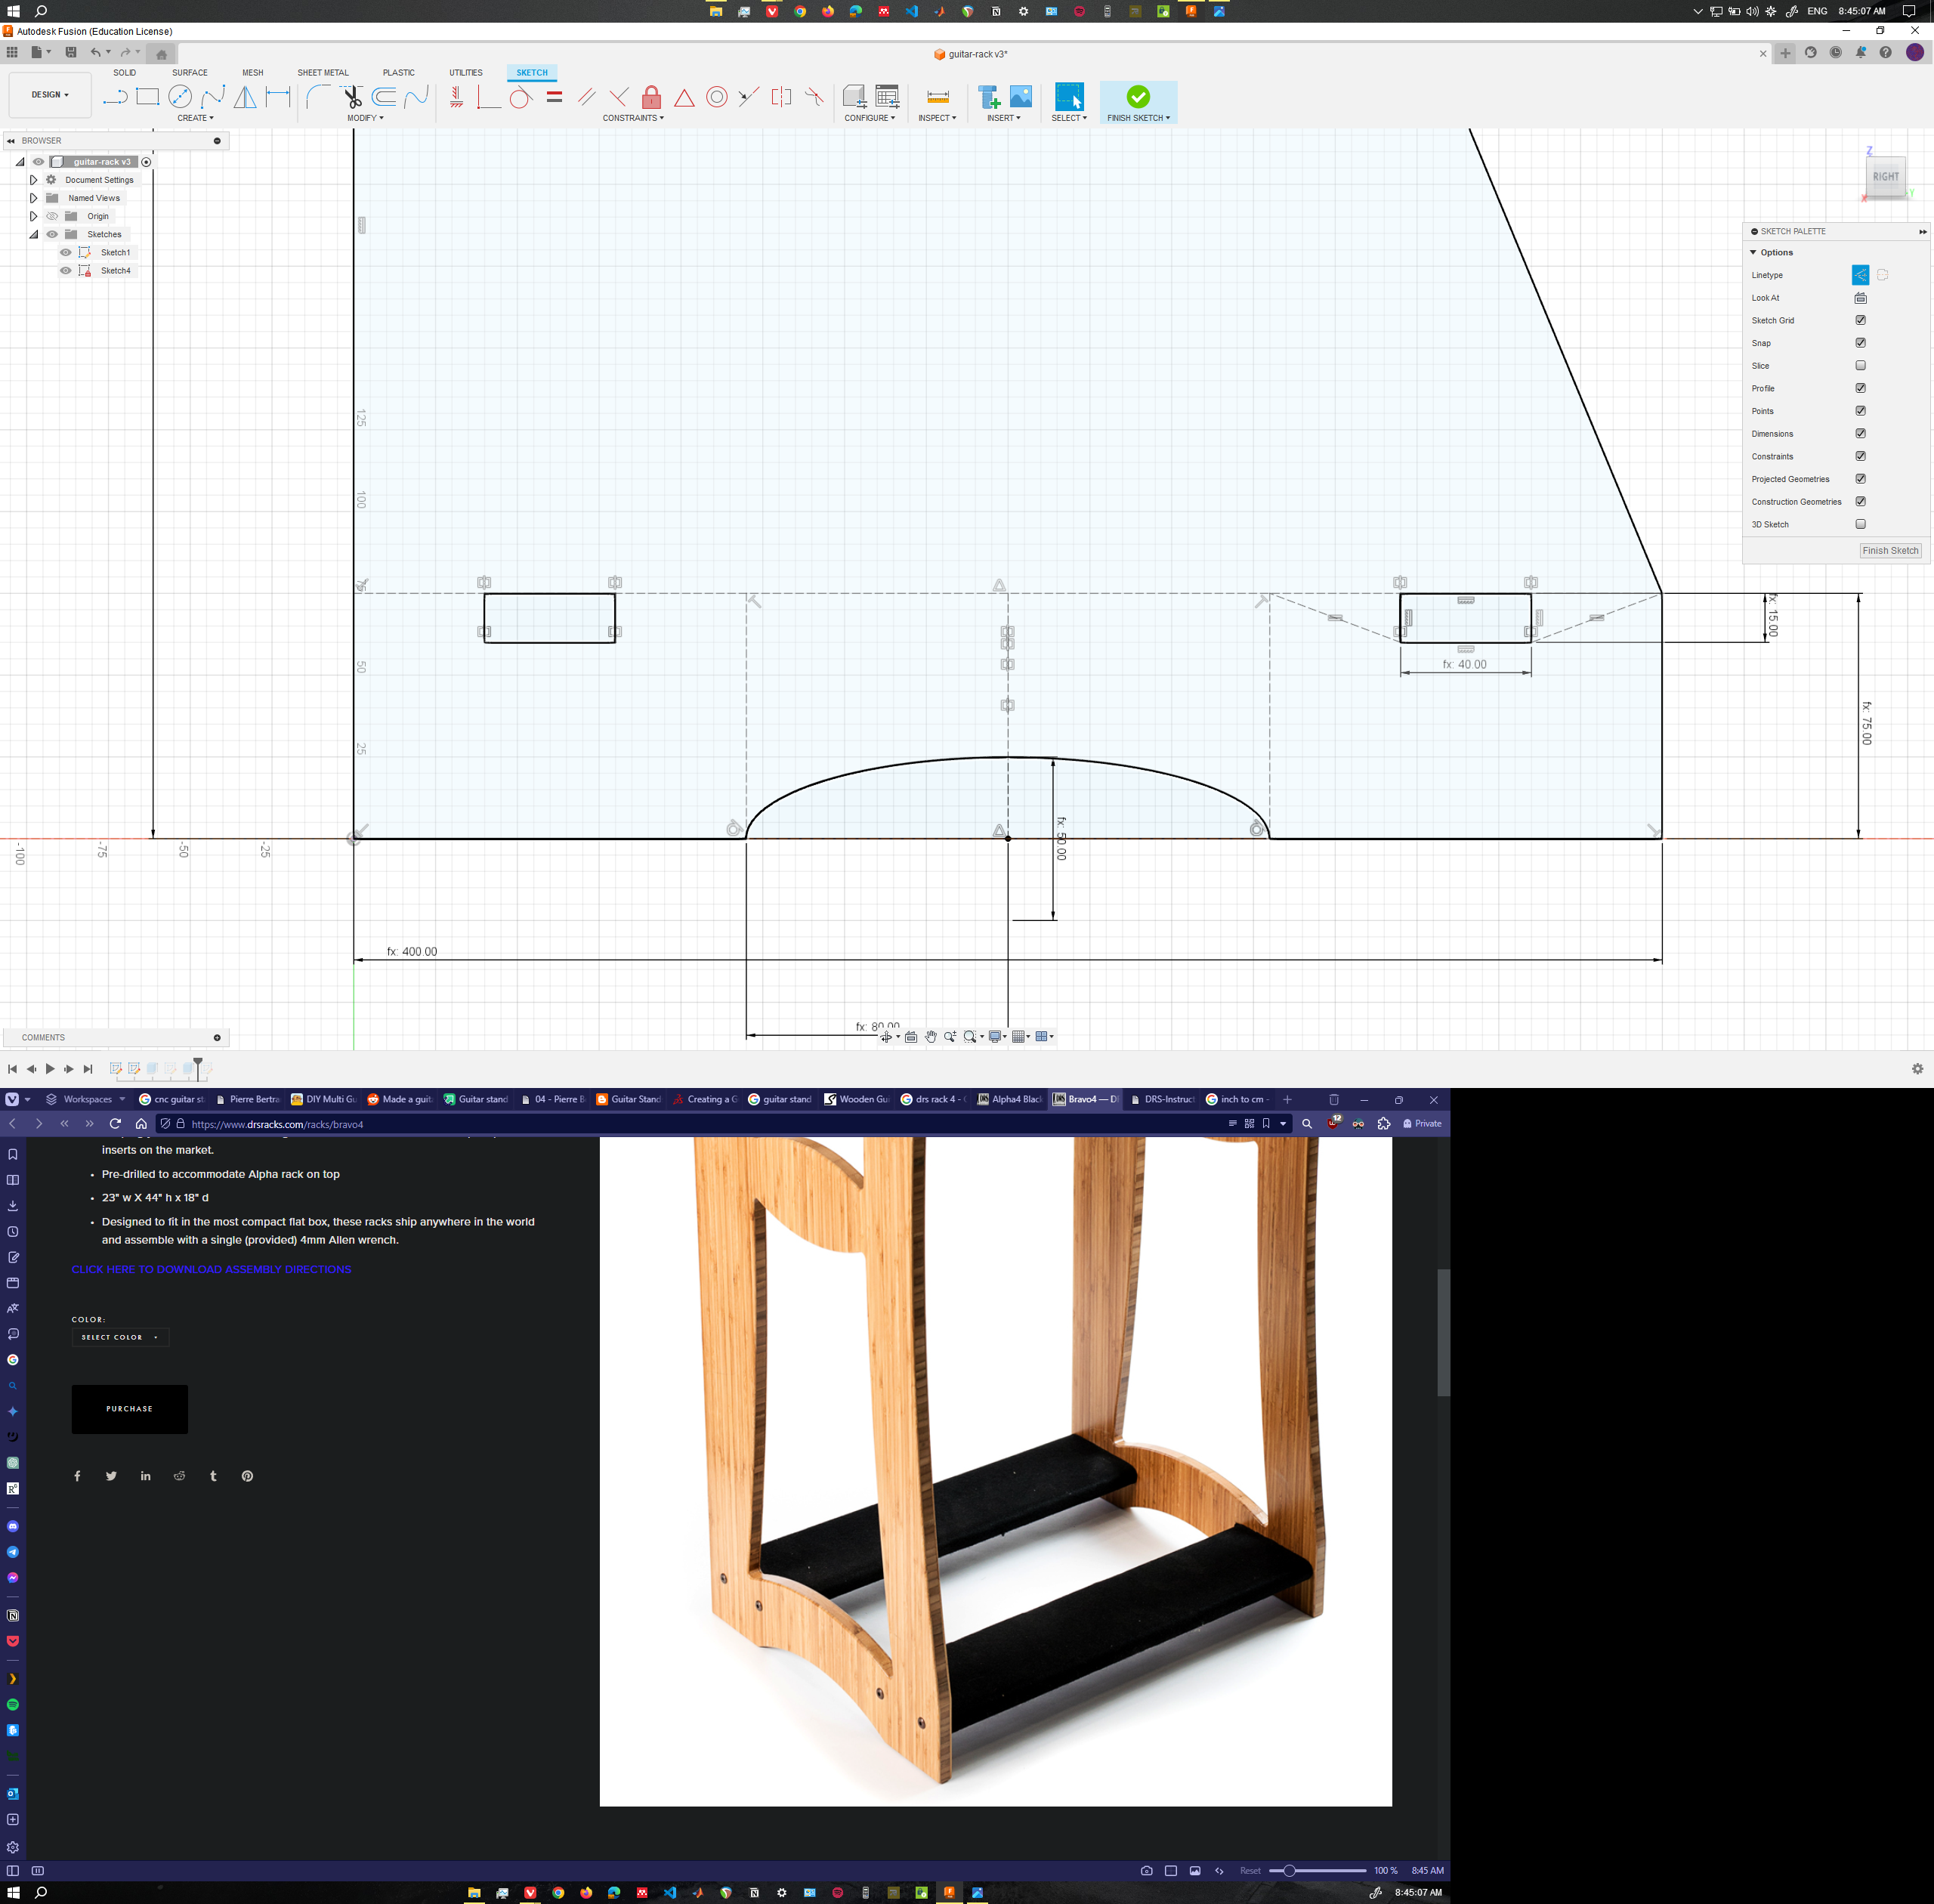 ENG
8:45:07 AM
Autodesk Fusion (Education License)
guitar-rack v3*
SOLID
SURFACE
MESH
SHEET METAL
PLASTIC
UTILITIES
SKETCH
DESIGN
CREATE
MODIFY
CONSTRAINTS
CONFIGURE
INSPECT
INSERT
SELECT
FINISH SKETCH
BROWSER
guitar-rack v3
Document Settings
Named Views
Origin
Sketches
Sketch1
Sketch4
Z
RIGHT
X
Y
SKETCH PALETTE
Options
Linetype
Look At
Sketch Grid
Snap
Slice
Profile
Points
Dimensions
Constraints
Projected Geometries
Construction Geometries
3D Sketch
Finish Sketch
125
100
75
50
25
-100
-75
-50
-25
fx: 15.00
fx: 40.00
fx: 75.00
fx: 50.00
fx: 400.00
fx: 80.00
COMMENTS
Workspaces
cnc guitar st
Pierre Bertra
DIY Multi Gu
Made a guit
Guitar stand
04 - Pierre B
Guitar Stand
Creating a G
guitar stand
Wooden Gu
drs rack 4 -
Alpha4 Blac
Bravo4 — D
DRS-Instruct
inch to cm -
https://www.drsracks.com/racks/bravo4
12
Private
inserts on the market.
• Pre-drilled to accommodate Alpha rack on top
• 23" w X 44" h x 18" d
• Designed to fit in the most compact flat box, these racks ship anywhere in the world
and assemble with a single (provided) 4mm Allen wrench.
CLICK HERE TO DOWNLOAD ASSEMBLY DIRECTIONS
COLOR:
SELECT COLOR
PURCHASE
Reset
100 %
8:45 AM
8:45:07 AM